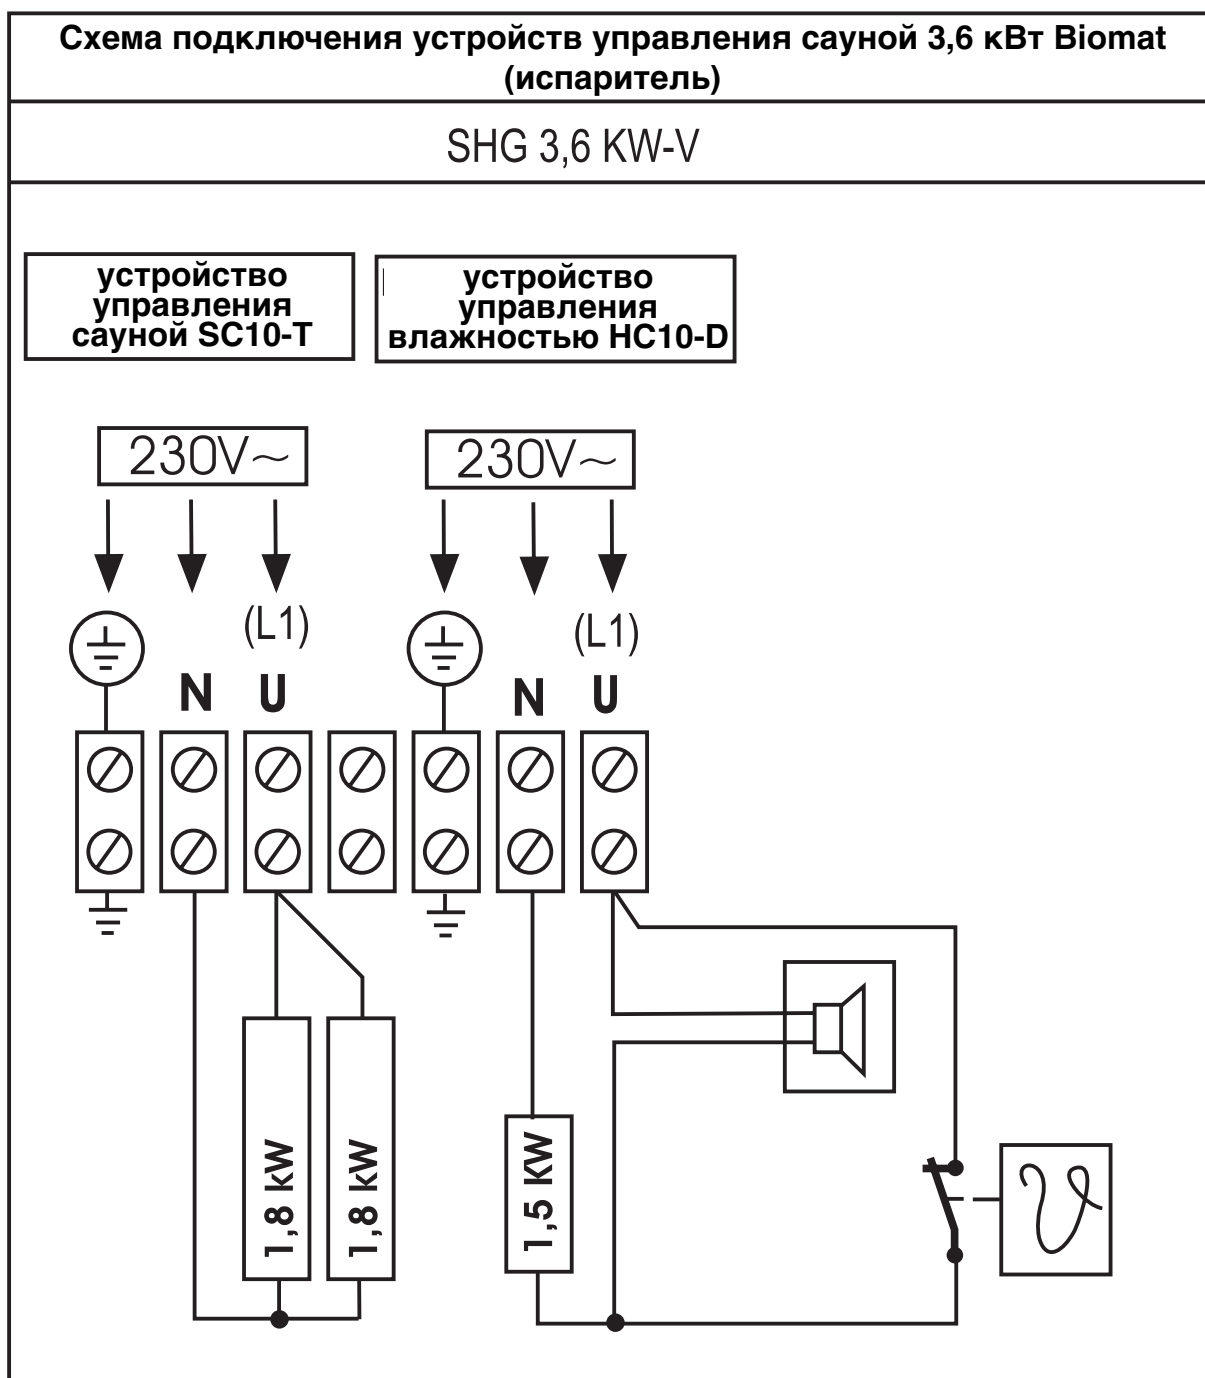 Схема подключения устройств управления сауной 3,6 кВт Biomat
(испаритель)
SHG 3,6 KW-V
устройство
управления
сауной SC10-T
устройство
управления
влажностью HC10-D
230V~
230V~
(L1)
(L1)
N U
N U
1,8 kW
1,8 kW
1,5 KW